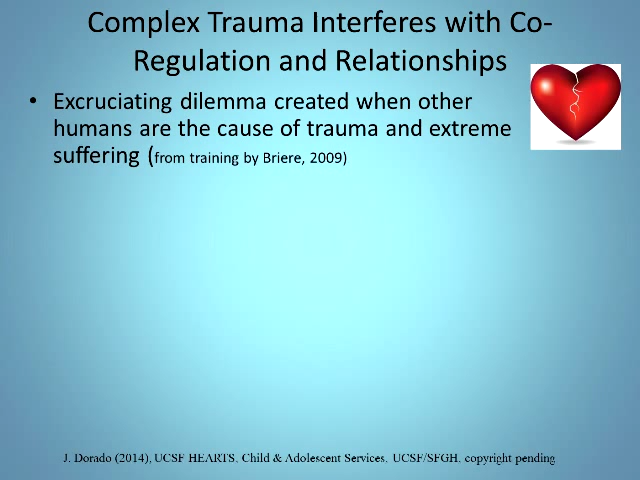 Complex Trauma Interferes with Co-
Regulation and Relationships
• Excruciating dilemma created when other
humans are the cause of trauma and extreme
suffering (from training by Briere, 2009)
J. Dorado (2014), UCSF HEARTS, Child & Adolescent Services, UCSF/SFGH, copyright pending